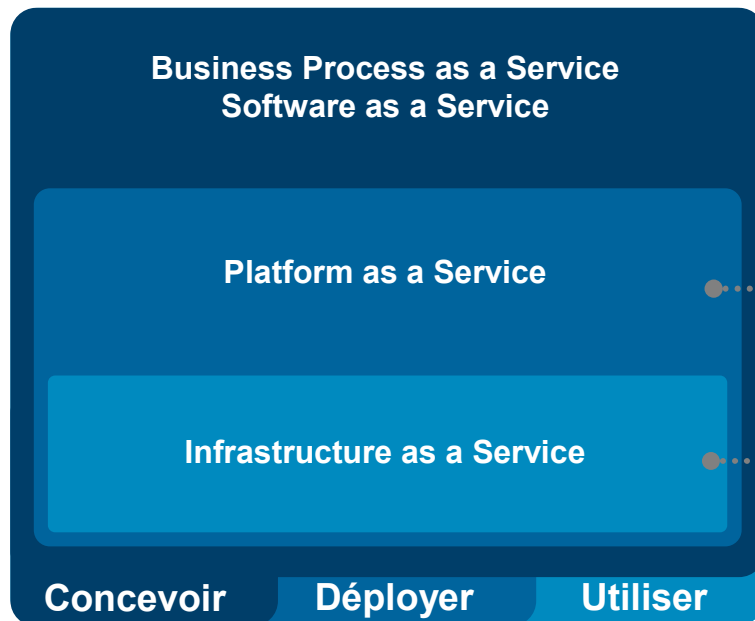 Business Process as a Service
Software as a Service
Platform as a Service
Infrastructure as a Service
Concevoir Déployer Utiliser